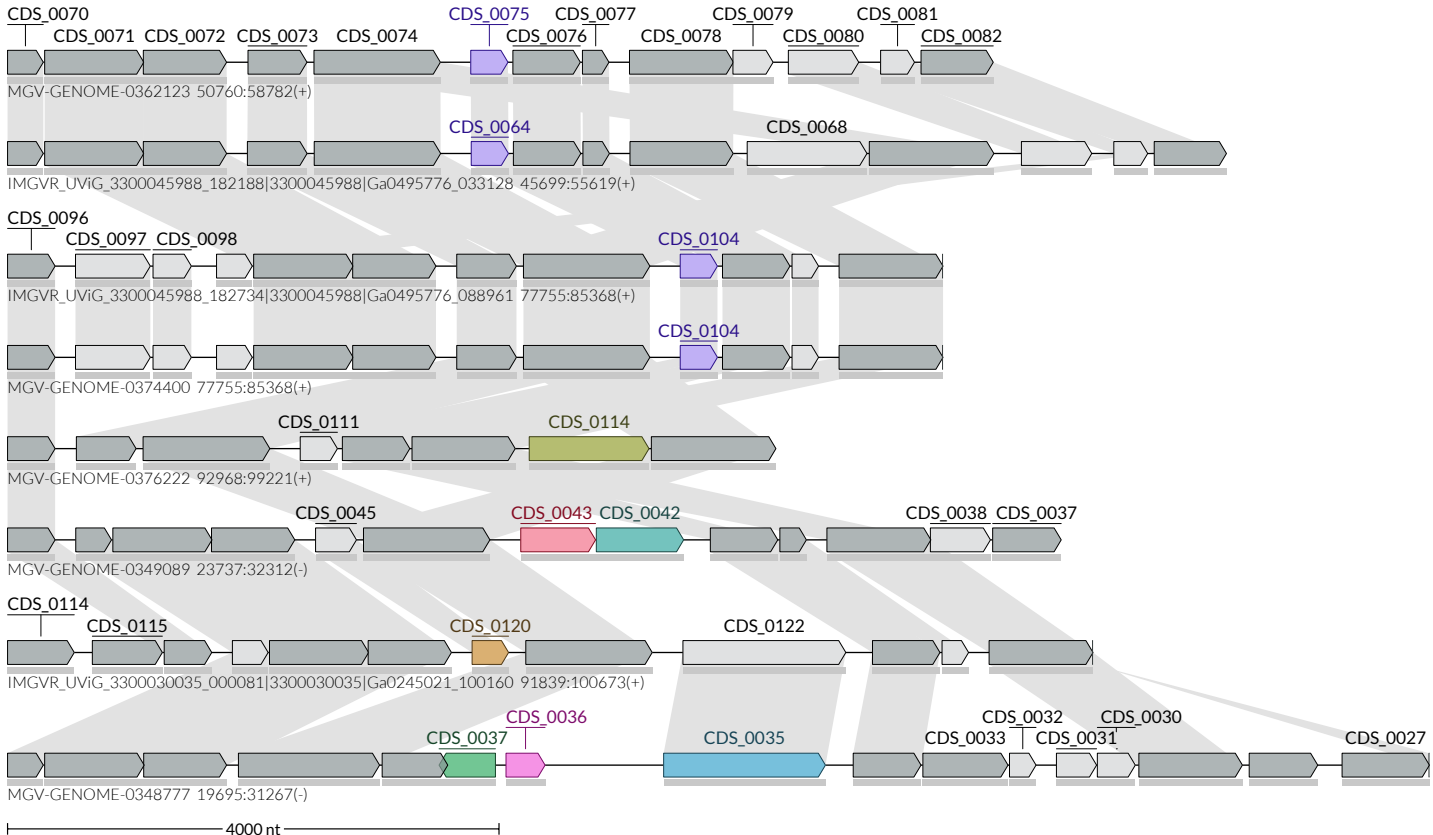 CDS_0070 CDS_0075 CDS_0077 CDS_0079 CDS_0081
CDS_0071 CDS_0072 CDS_0073 CDS_0074 CDS_0076 CDS_0078 CDS_0080 CDS_0082
MGV-GENOME-0362123 50760:58782(+)
CDS_0064 CDS_0068
IMGVR_UViG_3300045988_182188|3300045988|Ga0495776_033128 45699:55619(+)
CDS_0096
CDS_0097 CDS_0098 CDS_0104
IMGVR_UViG_3300045988_182734|3300045988|Ga0495776_088961 77755:85368(+)
CDS_0104
MGV-GENOME-0374400 77755:85368(+)
CDS_0111 CDS_0114
MGV-GENOME-0376222 92968:99221(+)
CDS_0045 CDS_0043 CDS_0042 CDS_0038 CDS_0037
MGV-GENOME-0349089 23737:32312(-)
CDS_0114
CDS_0115 CDS_0120 CDS_0122
IMGVR_UViG_3300030035_000081|3300030035|Ga0245021_100160 91839:100673(+)
CDS_0036 CDS_0032 CDS_0030
CDS_0037 CDS_0035 CDS_0033 CDS_0031 CDS_0027
MGV-GENOME-0348777 19695:31267(-)
4000 nt